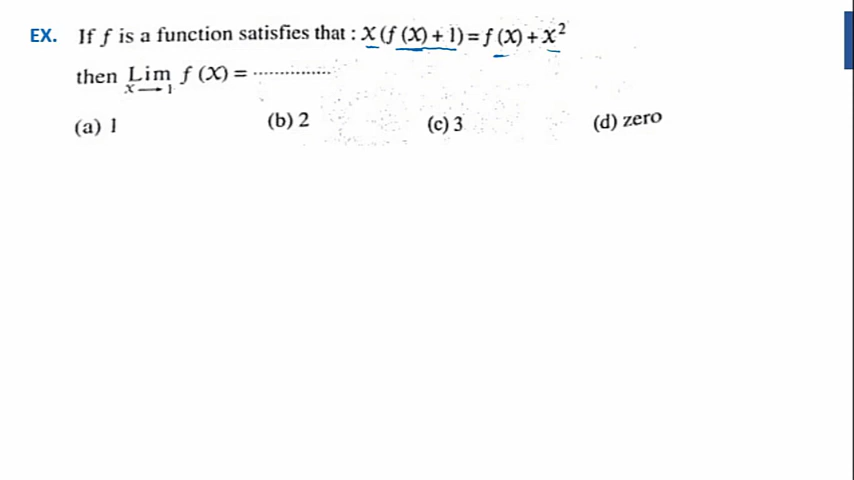 EX. If f is a function satisfies that : x (f (x) + 1) = f (x) + x²
then Lim f (x) = ...............
x → 1
(a) 1 (b) 2 (c) 3 (d) zero